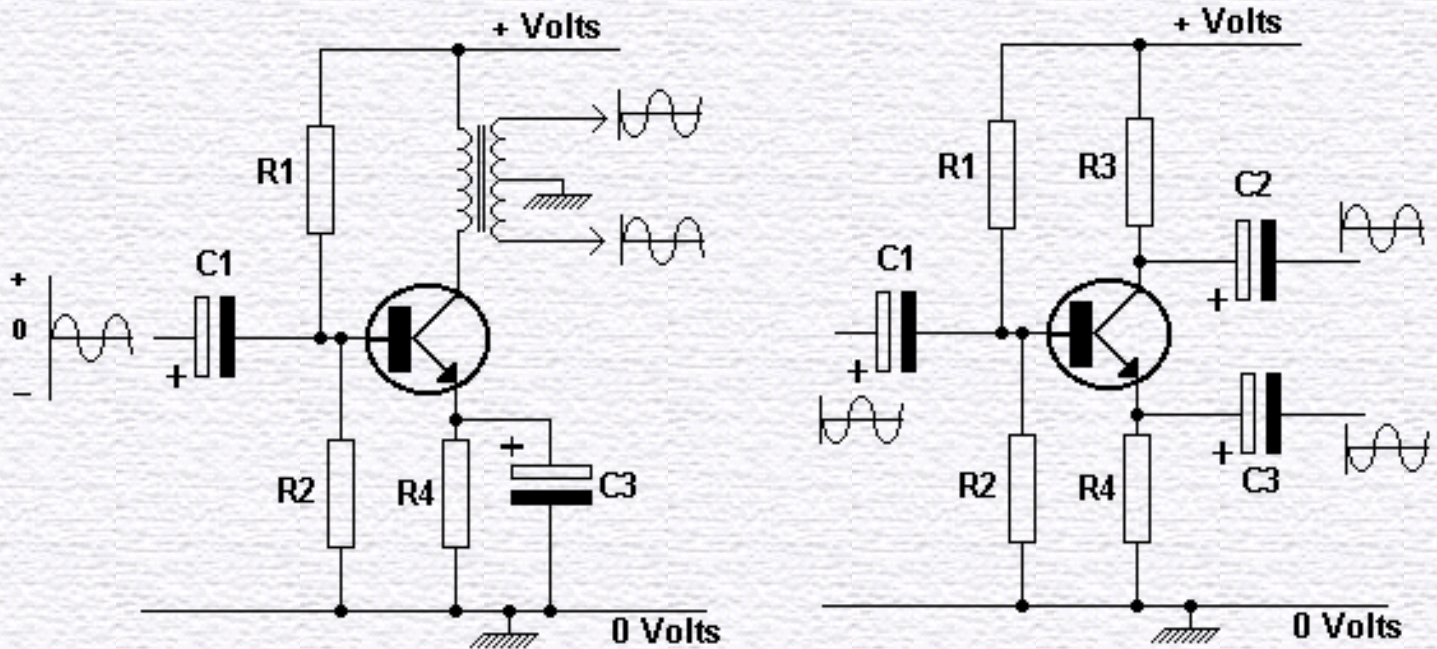 + Volts
R1
C1
+
0
–
+
R2
R4
+
C3
0 Volts
+ Volts
R1
R3
C2
C1
+
+
R2
R4
+
C3
0 Volts